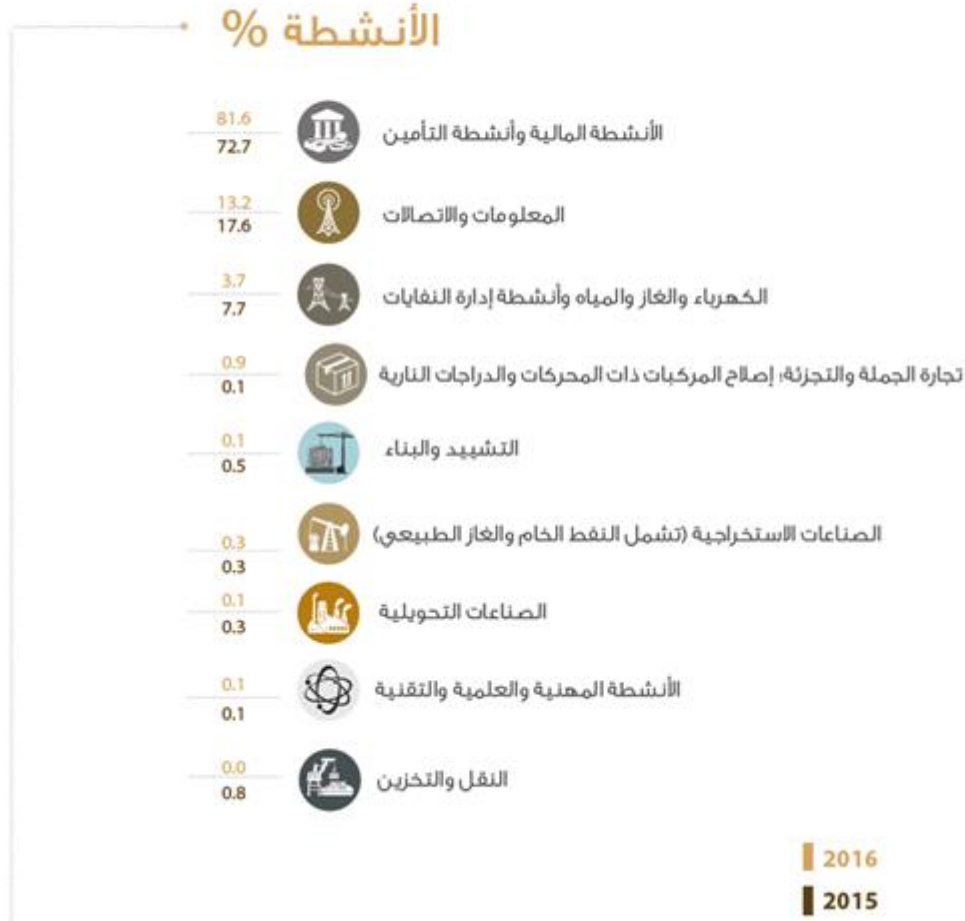 الأنشطة %
الأنشطة المالية وأنشطة التأمين
81.6
72.7
المعلومات والاتصالات
13.2
17.6
الكهرباء والغاز والمياه وأنشطة إدارة النفايات
3.7
7.7
تجارة الجملة والتجزئة؛ إصلاح المركبات ذات المحركات والدراجات النارية
0.9
0.1
التشييد والبناء
0.1
0.5
الصناعات الاستخراجية (تشمل النفط الخام والغاز الطبيعي)
0.3
0.3
الصناعات التحويلية
0.1
0.3
الأنشطة المهنية والعلمية والتقنية
0.1
0.1
النقل والتخزين
0.0
0.8
2016
2015